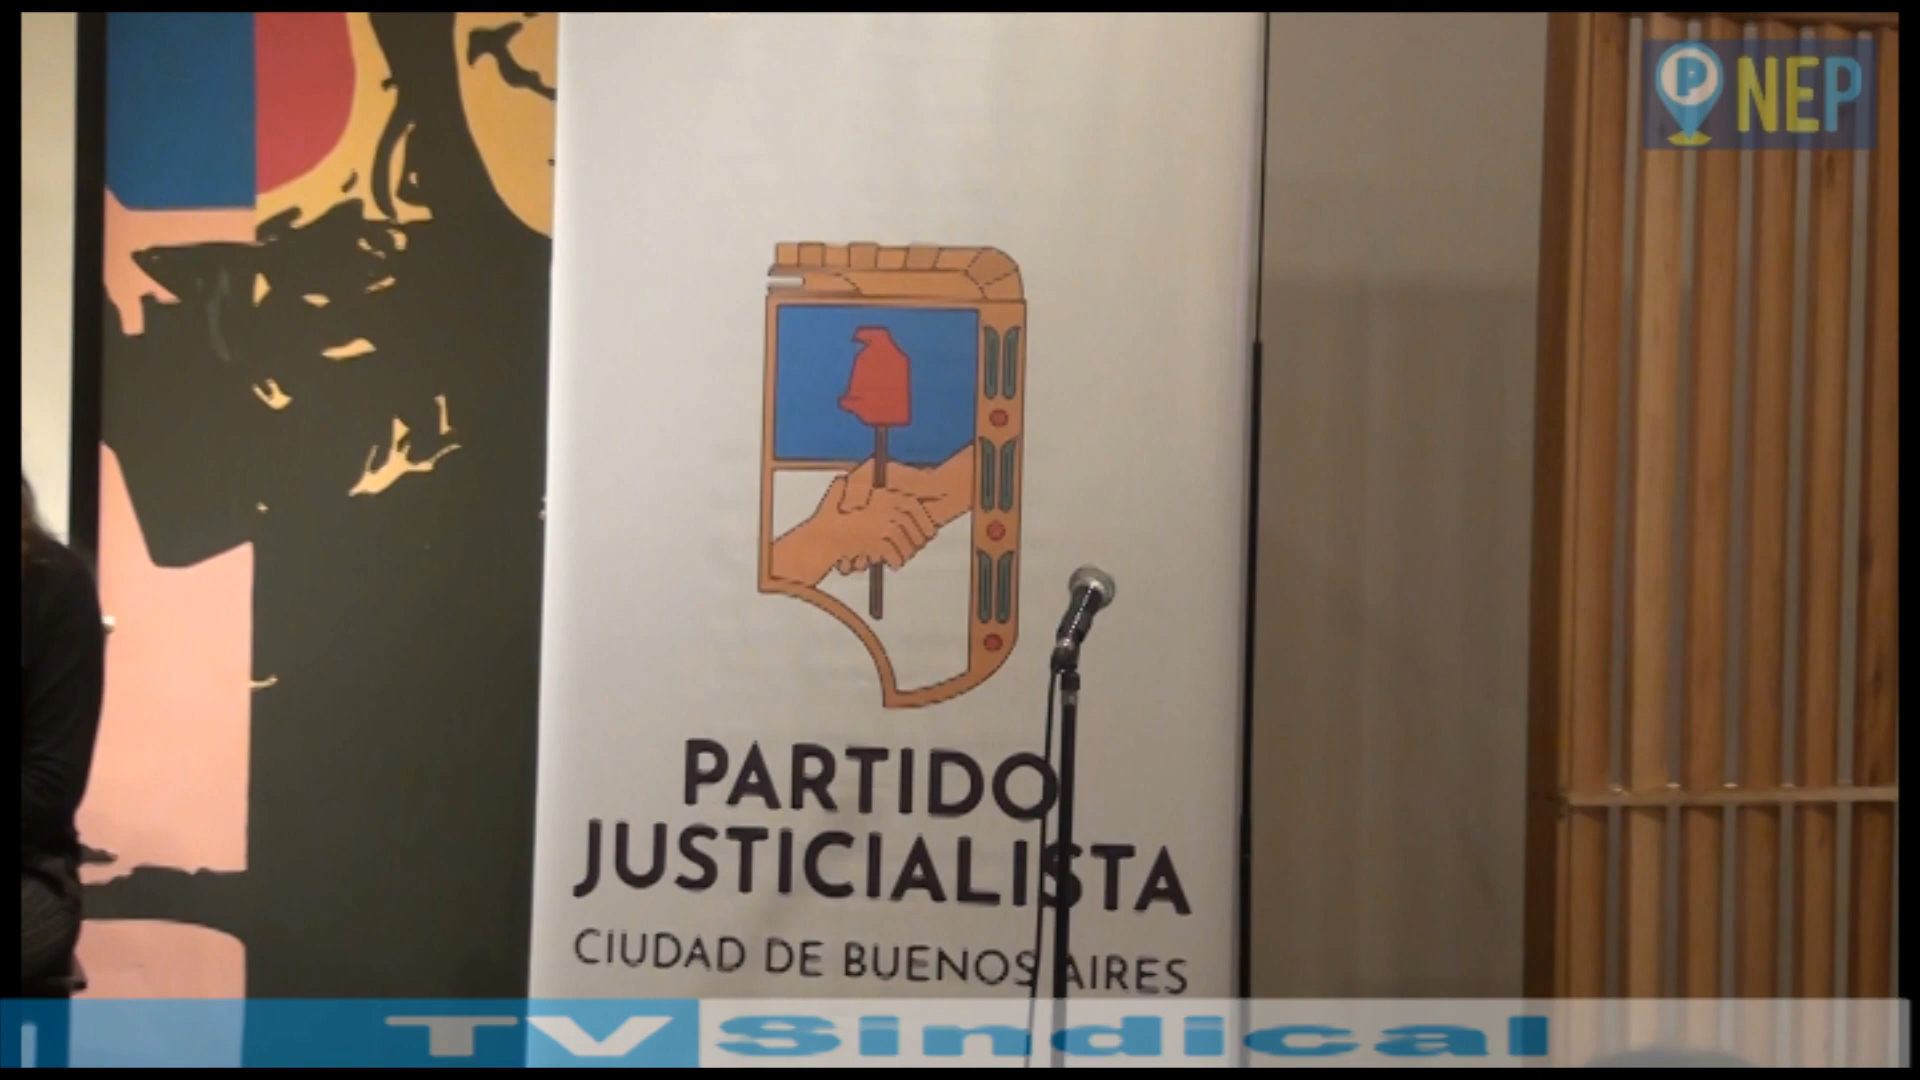 P NEP
PARTIDO
JUSTICIALISTA
CIUDAD DE BUENOS AIRES
TV Sindical